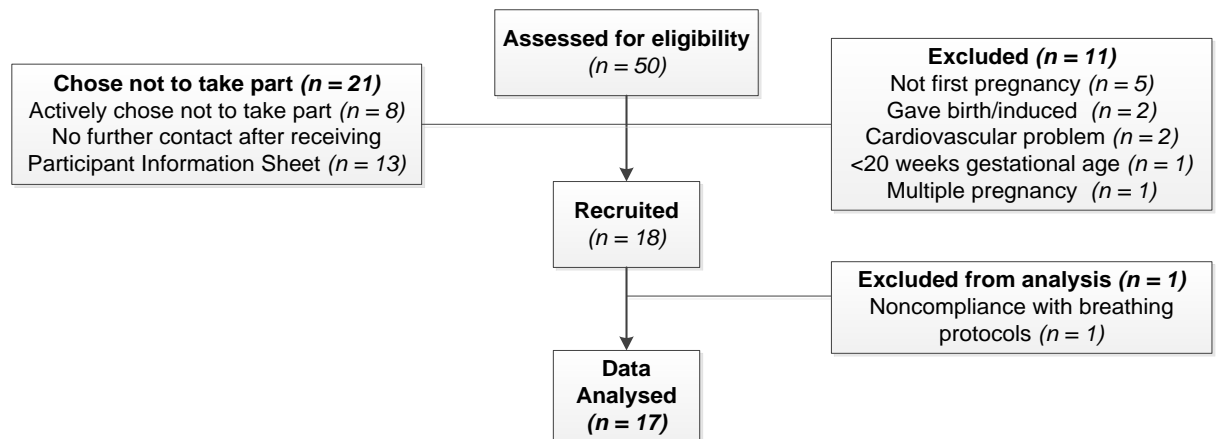 Assessed for eligibility
(n = 50)
Chose not to take part (n = 21)
Actively chose not to take part (n = 8)
No further contact after receiving
Participant Information Sheet (n = 13)
Excluded (n = 11)
Not first pregnancy (n = 5)
Gave birth/induced (n = 2)
Cardiovascular problem (n = 2)
<20 weeks gestational age (n = 1)
Multiple pregnancy (n = 1)
Recruited
(n = 18)
Excluded from analysis (n = 1)
Noncompliance with breathing
protocols (n = 1)
Data
Analysed
(n = 17)